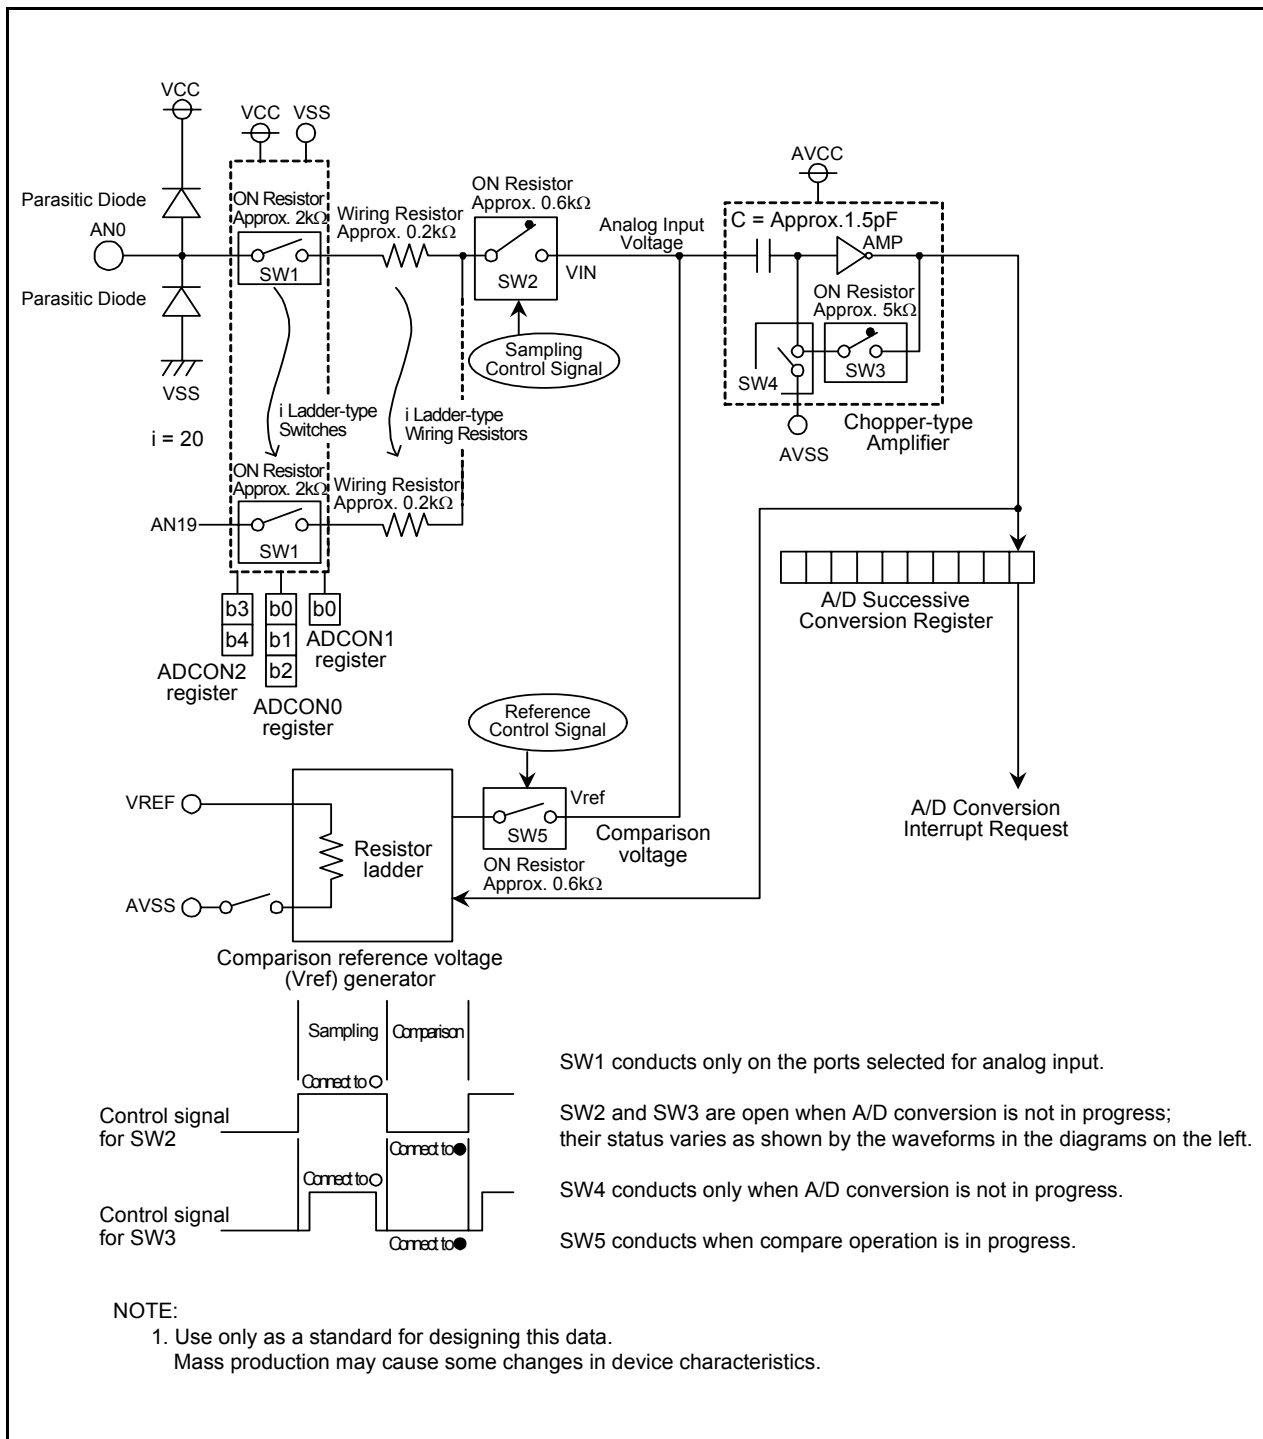 VCC
VCC
VSS
AVCC
Parasitic Diode
ON Resistor
Approx. 2kΩ
Wiring Resistor
Approx. 0.2kΩ
ON Resistor
Approx. 0.6kΩ
Analog Input
Voltage
C = Approx.1.5pF
AMP
AN0
SW1
SW2
VIN
Parasitic Diode
ON Resistor
Approx. 5kΩ
Sampling
Control Signal
SW4
SW3
VSS
i Ladder-type
Switches
i Ladder-type
Wiring Resistors
Chopper-type
Amplifier
i = 20
AVSS
ON Resistor
Approx. 2kΩ
Wiring Resistor
Approx. 0.2kΩ
AN19
SW1
b3
b4
b0
b1
b2
b0
ADCON1
register
ADCON2
register
ADCON0
register
A/D Successive
Conversion Register
Reference
Control Signal
VREF
Vref
SW5
Comparison
voltage
A/D Conversion
Interrupt Request
Resistor
ladder
ON Resistor
Approx. 0.6kΩ
AVSS
Comparison reference voltage
(Vref) generator
Sampling
Comparison
Connect to
Control signal
for SW2
Connect to
Connect to
Control signal
for SW3
Connect to
SW1 conducts only on the ports selected for analog input.
SW2 and SW3 are open when A/D conversion is not in progress;
their status varies as shown by the waveforms in the diagrams on the left.
SW4 conducts only when A/D conversion is not in progress.
SW5 conducts when compare operation is in progress.
NOTE:
1. Use only as a standard for designing this data.
Mass production may cause some changes in device characteristics.